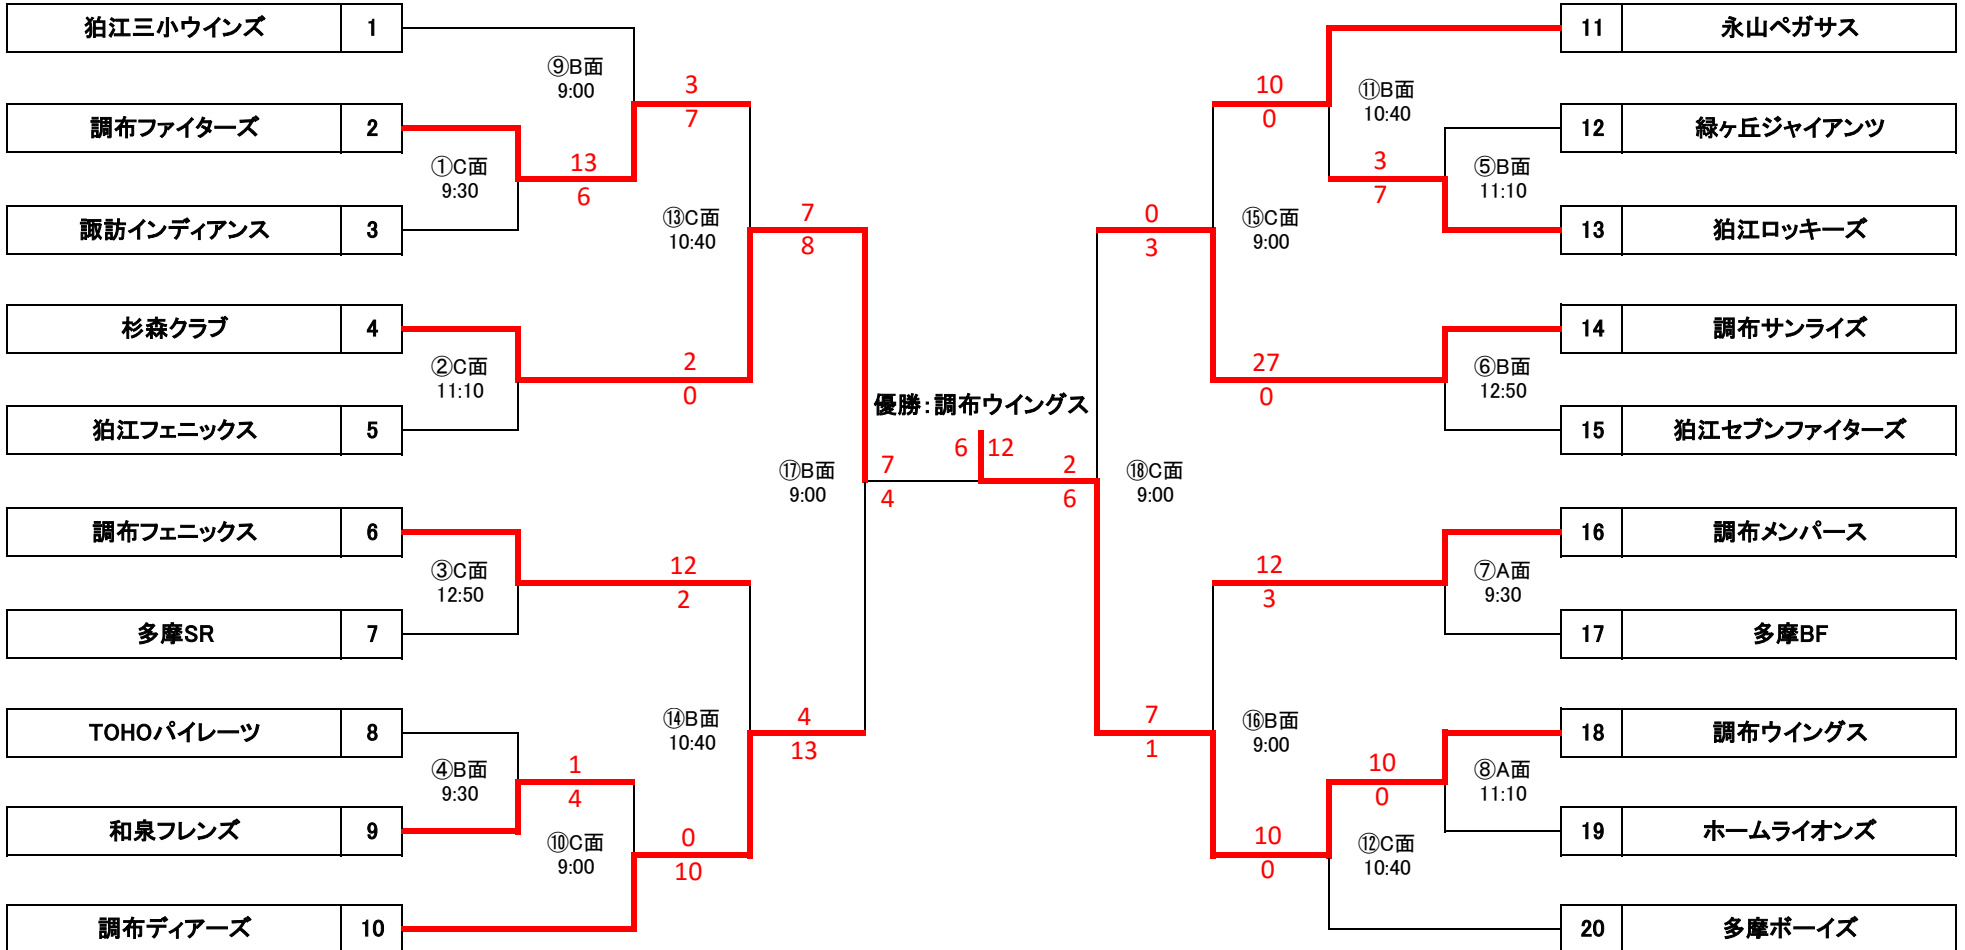 狛江三小ウインズ 1
⑨B面
9:00
3
7
調布ファイターズ 2
①C面
9:30
13
6
諏訪インディアンス 3
⑬C面
10:40
7
8
杉森クラブ 4
②C面
11:10
2
0
狛江フェニックス 5
⑰B面
9:00
7
4
調布フェニックス 6
③C面
12:50
12
2
多摩SR 7
TOHOパイレーツ 8
⑭B面
10:40
4
13
④B面
9:30
1
4
和泉フレンズ 9
⑩C面
9:00
0
10
調布ディアーズ 10
優勝：調布ウイングス
6 12
11 永山ペガサス
10
0
⑪B面
10:40
12 緑ヶ丘ジャイアンツ
3
7
⑤B面
11:10
13 狛江ロッキーズ
0
3
⑮C面
9:00
14 調布サンライズ
27
0
⑥B面
12:50
15 狛江セブンファイターズ
2
6
⑱C面
9:00
16 調布メンパース
12
3
⑦A面
9:30
17 多摩BF
7
1
⑯B面
9:00
18 調布ウイングス
10
0
⑧A面
11:10
19 ホームライオンズ
10
0
⑫C面
10:40
20 多摩ボーイズ